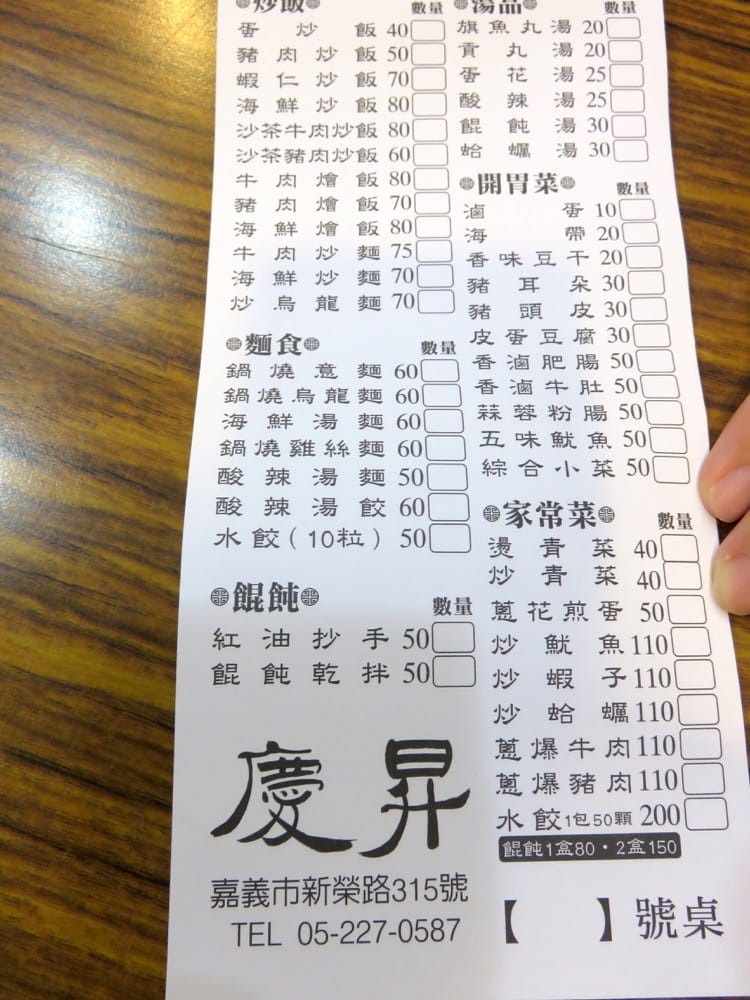 炒飯 數量
蛋炒飯 40
豬肉炒飯 50
蝦仁炒飯 70
海鮮炒飯 80
沙茶牛肉炒飯 80
沙茶豬肉炒飯 60
牛肉燴飯 80
豬肉燴飯 70
海鮮燴飯 80
牛肉炒麵 75
海鮮炒麵 70
炒烏龍麵 70
麵食 數量
鍋燒意麵 60
鍋燒烏龍麵 60
海鮮湯麵 60
鍋燒雞絲麵 60
酸辣湯麵 50
酸辣湯餃 60
水餃(10粒) 50
餛飩 數量
紅油抄手 50
餛飩乾拌 50
湯品 數量
旗魚丸湯 20
貢丸湯 20
蛋花湯 25
酸辣湯 25
餛飩湯 30
蛤蠣湯 30
開胃菜 數量
滷蛋 10
海帶 20
香味豆干 20
豬耳朵 30
豬頭皮 30
皮蛋豆腐 30
香滷肥腸 50
香滷牛肚 50
蒜蓉粉腸 50
五味魷魚 50
綜合小菜 50
家常菜 數量
燙青菜 40
炒青菜 40
蔥花煎蛋 50
炒魷魚 110
炒蝦子 110
炒蛤蠣 110
蔥爆牛肉 110
蔥爆豬肉 110
水餃1包50顆 200
餛飩1盒80・2盒150
慶昇
嘉義市新榮路315號
TEL 05-227-0587
【 】號桌